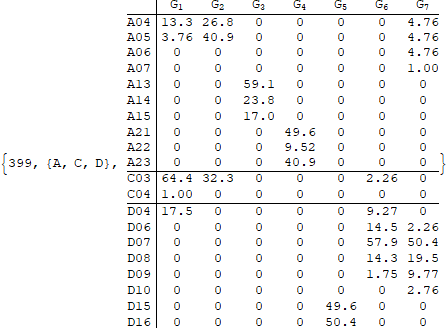 G₁ G₂ G₃ G₄ G₅ G₆ G₇
A04 13.3 26.8 0 0 0 0 4.76
A05 3.76 40.9 0 0 0 0 4.76
A06 0 0 0 0 0 0 4.76
A07 0 0 0 0 0 0 1.00
A13 0 0 59.1 0 0 0 0
A14 0 0 23.8 0 0 0 0
A15 0 0 17.0 0 0 0 0
A21 0 0 0 49.6 0 0 0
A22 0 0 0 9.52 0 0 0
{399, {A, C, D}, A23 0 0 0 40.9 0 0 0 }
C03 64.4 32.3 0 0 0 2.26 0
C04 1.00 0 0 0 0 0 0
D04 17.5 0 0 0 0 9.27 0
D06 0 0 0 0 0 14.5 2.26
D07 0 0 0 0 0 57.9 50.4
D08 0 0 0 0 0 14.3 19.5
D09 0 0 0 0 0 1.75 9.77
D10 0 0 0 0 0 0 2.76
D15 0 0 0 0 49.6 0 0
D16 0 0 0 0 50.4 0 0